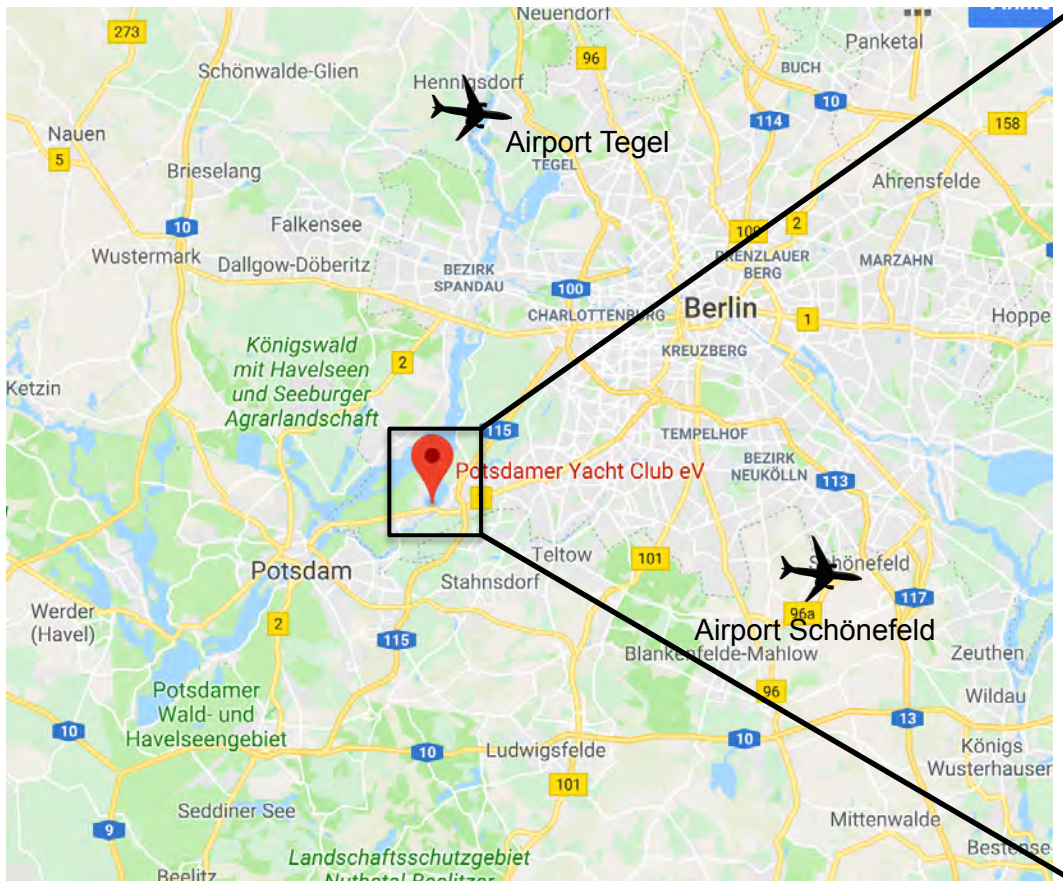 Neuendorf
273
96
Panketal
Schönwalde-Glien
Hennigsdorf
BUCH
10
114
158
Nauen
5
Airport Tegel
TEGEL
Brieselang
Ahrensfelde
Falkensee
10
109
2
Wustermark
Dallgow-Döberitz
BEZIRK
SPANDAU
PRENZLAUER
BERG
MARZAHN
100
CHARLOTTENBURG
Berlin
1
Hoppe
Königswald
mit Havelseen
und Seeburger
Agrarlandschaft
2
KREUZBERG
Ketzin
115
TEMPELHOF
Potsdamer Yacht Club eV
BEZIRK
NEUKÖLLN
113
Potsdam
Teltow
101
Stahnsdorf
Schönefeld
117
96a
Werder
(Havel)
2
115
Airport Schönefeld
Blankenfelde-Mahlow
Zeuthen
Potsdamer
Wald- und
Havelseengebiet
96
Wildau
10
10
10
13
Ludwigsfelde
Königs
Wusterhausen
101
Seddiner See
9
Mittenwalde
Landschaftsschutzgebiet
Nuthetal-Beelitzer
Beelitz
Bestense